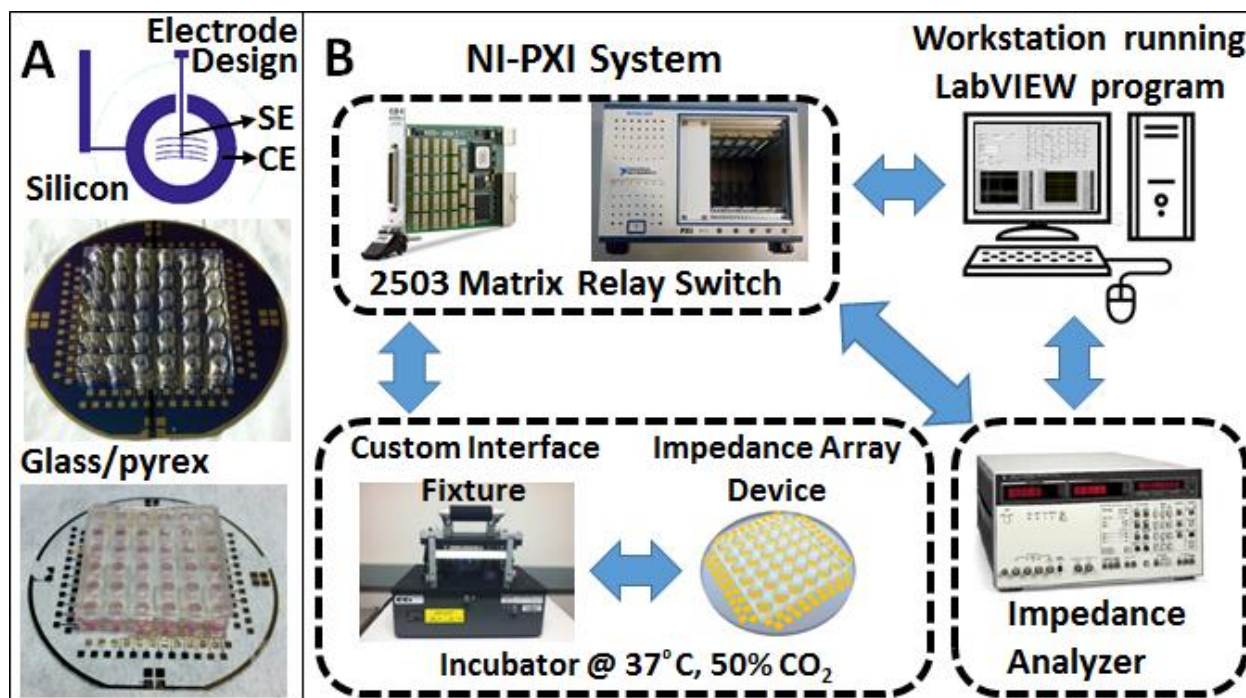 A
Electrode
Design
SE
CE
Silicon
Glass/pyrex
B
NI-PXI System
2503 Matrix Relay Switch
Workstation running
LabVIEW program
PXI
Custom Interface
Fixture
Impedance Array
Device
Incubator @ 37°C, 50% CO₂
Impedance
Analyzer